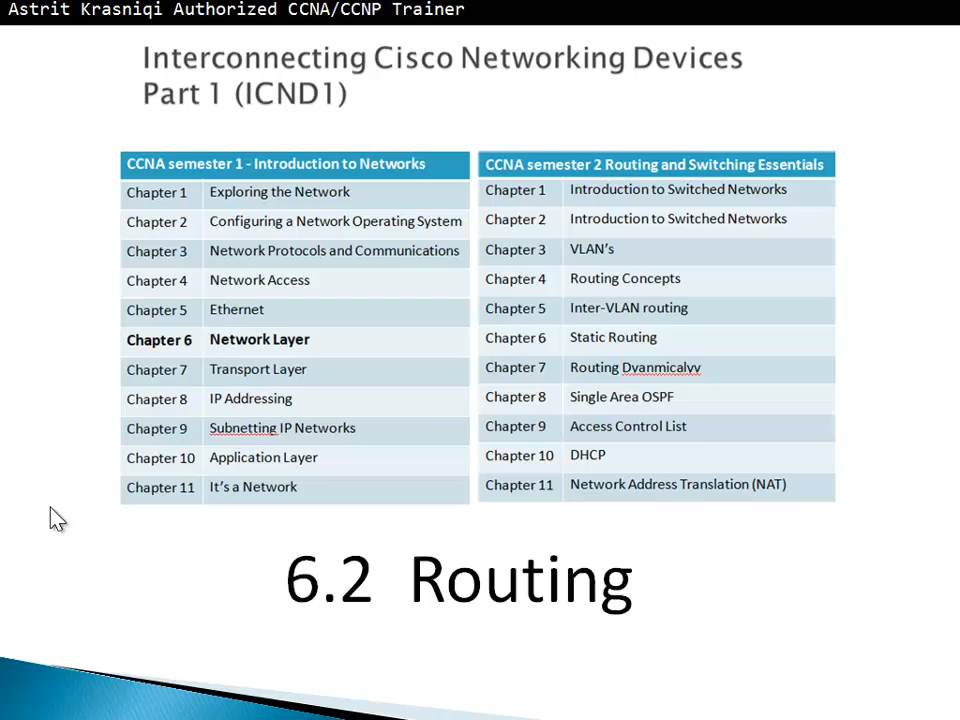 Astrit Krasniqi Authorized CCNA/CCNP Trainer
Interconnecting Cisco Networking Devices
Part 1 (ICND1)
CCNA semester 1 - Introduction to Networks
Chapter 1 Exploring the Network
Chapter 2 Configuring a Network Operating System
Chapter 3 Network Protocols and Communications
Chapter 4 Network Access
Chapter 5 Ethernet
Chapter 6 Network Layer
Chapter 7 Transport Layer
Chapter 8 IP Addressing
Chapter 9 Subnetting IP Networks
Chapter 10 Application Layer
Chapter 11 It's a Network
CCNA semester 2 Routing and Switching Essentials
Chapter 1 Introduction to Switched Networks
Chapter 2 Introduction to Switched Networks
Chapter 3 VLAN's
Chapter 4 Routing Concepts
Chapter 5 Inter-VLAN routing
Chapter 6 Static Routing
Chapter 7 Routing Dvanmicalvv
Chapter 8 Single Area OSPF
Chapter 9 Access Control List
Chapter 10 DHCP
Chapter 11 Network Address Translation (NAT)
6.2 Routing